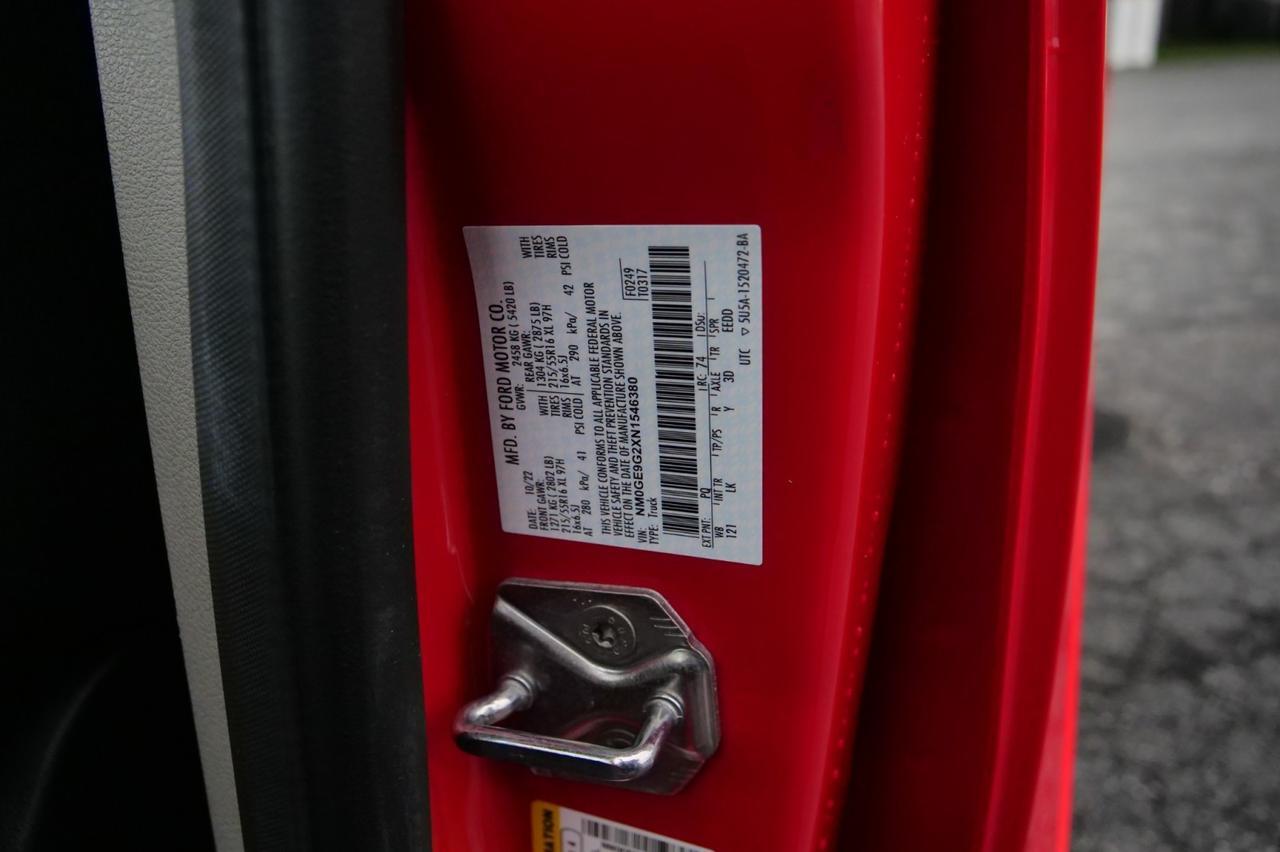 MFD. BY FORD MOTOR CO.
DATE: 10/22 GVWR: 2458 KG ( 5420 LB)
FRONT GAWR: REAR GAWR:
1271 KG ( 2802 LB) WITH 1304 KG ( 2875 LB) WITH
215/55R16 XL 97H TIRES 215/55R16 XL 97H TIRES
16x6.5J RIMS 16x6.5J RIMS
AT 280 kPa/ 41 PSI COLD AT 290 kPa/ 42 PSI COLD
THIS VEHICLE CONFORMS TO ALL APPLICABLE FEDERAL MOTOR
VEHICLE SAFETY AND THEFT PREVENTION STANDARDS IN
EFFECT ON THE DATE OF MANUFACTURE SHOWN ABOVE.
VIN: NM0GE9G2XN1546380
TYPE: Truck
F0249
T0317
EXT PNT: PQ RC: 74 DSO:
WB INT TR TP/PS R AXLE TR SPR
121 LK Y 3D EEDD
UTC ▽ 5U5A-1520472-BA